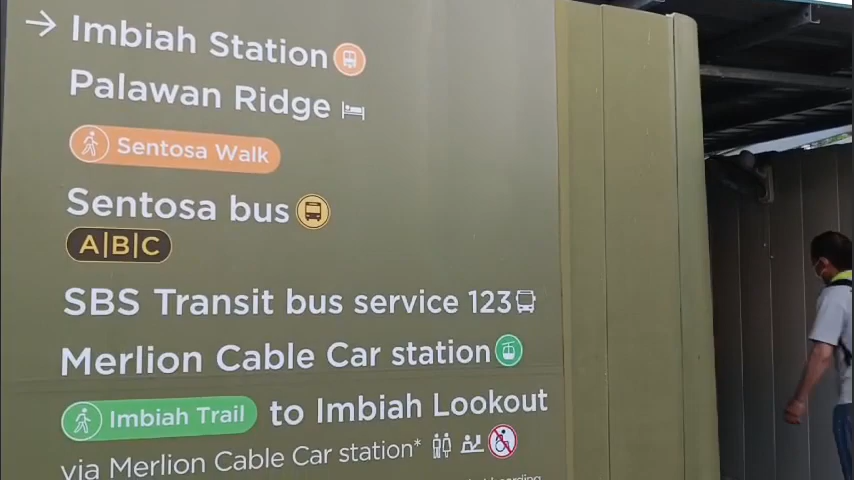 → Imbiah Station
Palawan Ridge
Sentosa Walk
Sentosa bus
A|B|C
SBS Transit bus service 123
Merlion Cable Car station
Imbiah Trail to Imbiah Lookout
via Merlion Cable Car station*
boarding